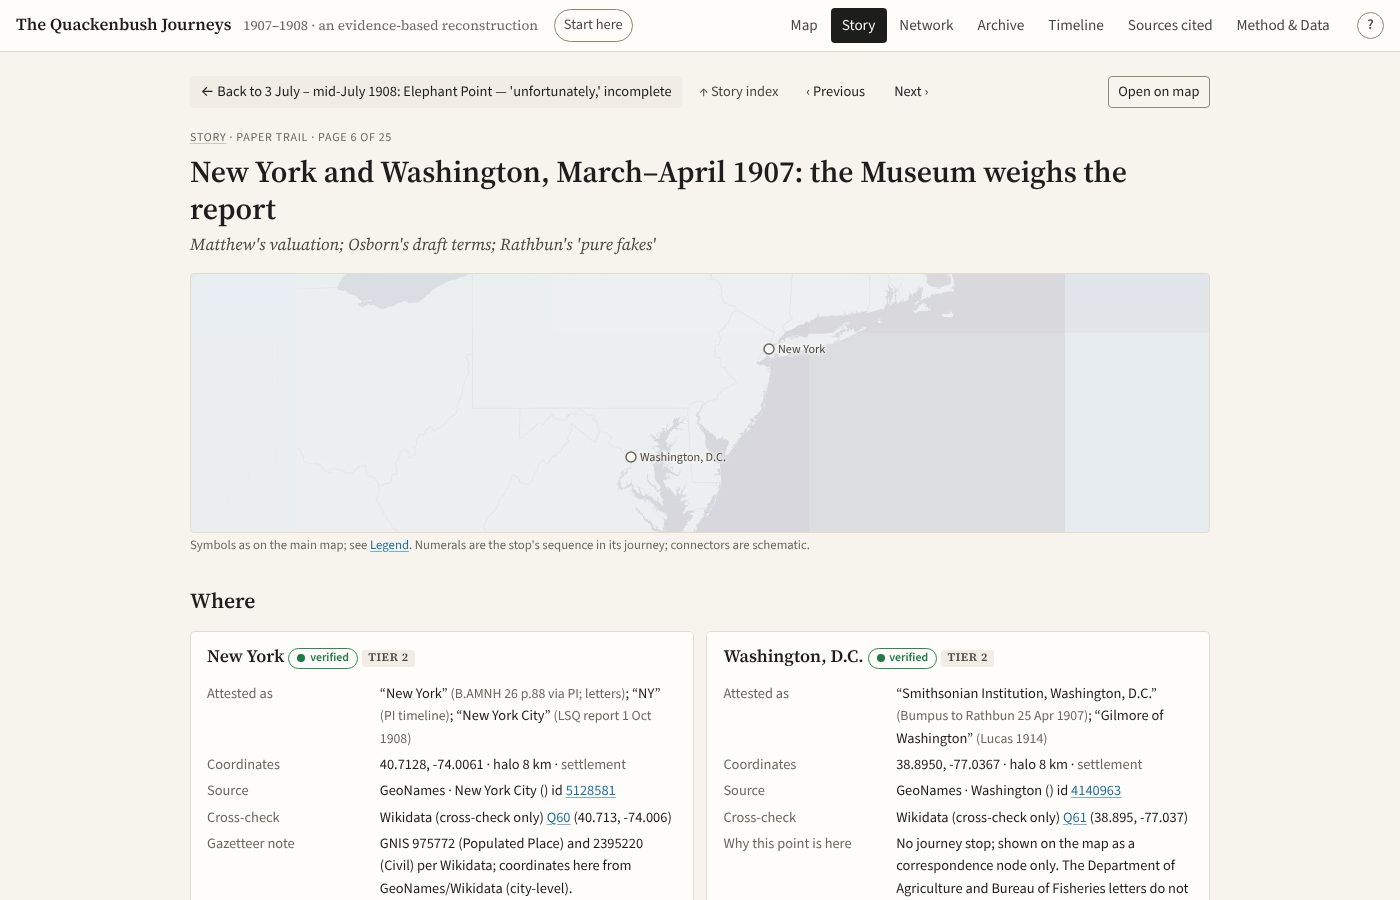 The Quackenbush Journeys 1907–1908 · an evidence-based reconstruction Start here Map Story Network Archive Timeline Sources cited Method & Data ?
← Back to 3 July – mid-July 1908: Elephant Point — 'unfortunately,' incomplete ↑ Story index ‹ Previous Next › Open on map
STORY · PAPER TRAIL · PAGE 6 OF 25
New York and Washington, March–April 1907: the Museum weighs the
report
Matthew's valuation; Osborn's draft terms; Rathbun's 'pure fakes'
New York
Washington, D.C.
Symbols as on the main map; see Legend. Numerals are the stop's sequence in its journey; connectors are schematic.
Where
New York verified TIER 2
Attested as “New York” (B.AMNH 26 p.88 via PI; letters); “NY”
(PI timeline); “New York City” (LSQ report 1 Oct
1908)
Coordinates 40.7128, -74.0061 · halo 8 km · settlement
Source GeoNames · New York City () id 5128581
Cross-check Wikidata (cross-check only) Q60 (40.713, -74.006)
Gazetteer note GNIS 975772 (Populated Place) and 2395220
(Civil) per Wikidata; coordinates here from
GeoNames/Wikidata (city-level).
Washington, D.C. verified TIER 2
Attested as “Smithsonian Institution, Washington, D.C.”
(Bumpus to Rathbun 25 Apr 1907); “Gilmore of
Washington” (Lucas 1914)
Coordinates 38.8950, -77.0367 · halo 8 km · settlement
Source GeoNames · Washington () id 4140963
Cross-check Wikidata (cross-check only) Q61 (38.895, -77.037)
Why this point is here No journey stop; shown on the map as a
correspondence node only. The Department of
Agriculture and Bureau of Fisheries letters do not